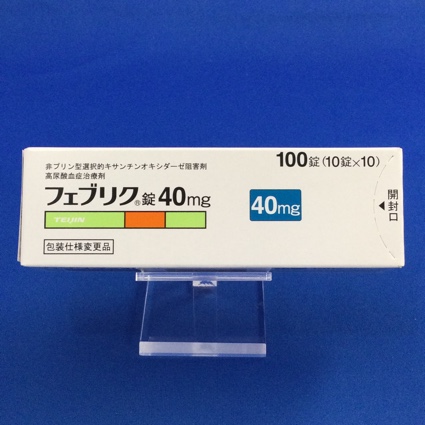 非プリン型選択的キサンチンオキシダーゼ阻害剤
高尿酸血症治療剤
フェブリク®錠40mg
TEIJIN
包装仕様変更品
100錠(10錠×10)
40mg
開封口